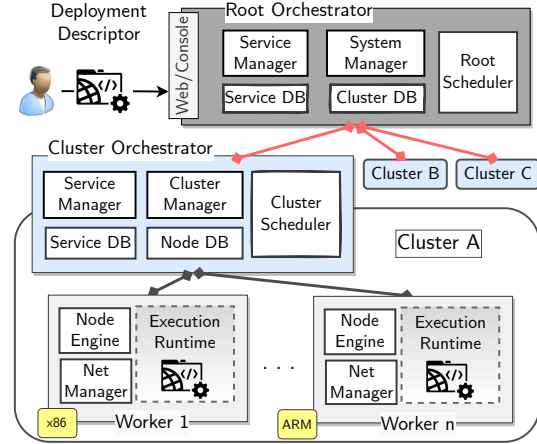 Deployment
Descriptor
Root Orchestrator
Web/Console
Service
Manager
System
Manager
Root
Scheduler
Service DB
Cluster DB
Cluster Orchestrator
Cluster B
Cluster C
Service
Manager
Cluster
Manager
Cluster
Scheduler
Service DB
Node DB
Cluster A
Node
Engine
Execution
Runtime
Net
Manager
</>
x86
Worker 1
. . .
Node
Engine
Execution
Runtime
Net
Manager
</>
ARM
Worker n
</>